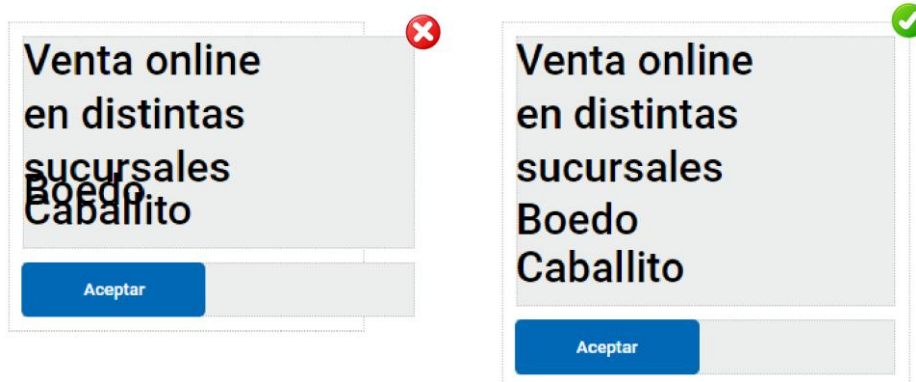 Venta online
en distintas
sucursales
Boedo
Caballito
Aceptar
Venta online
en distintas
sucursales
Boedo
Caballito
Aceptar